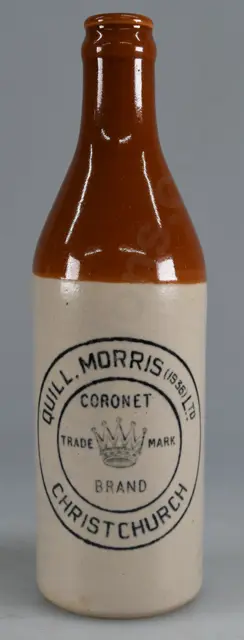 QUILL, MORRIS (1936) LTD
CORONET
TRADE MARK
BRAND
CHRISTCHURCH